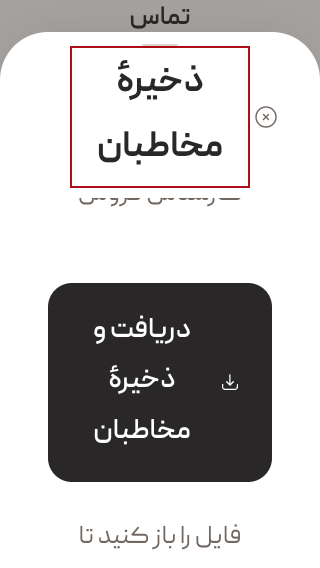 تماس
ذخیرهٔ
مخاطبان
دریافت و
ذخیرهٔ
مخاطبان
فایل را باز کنید تا